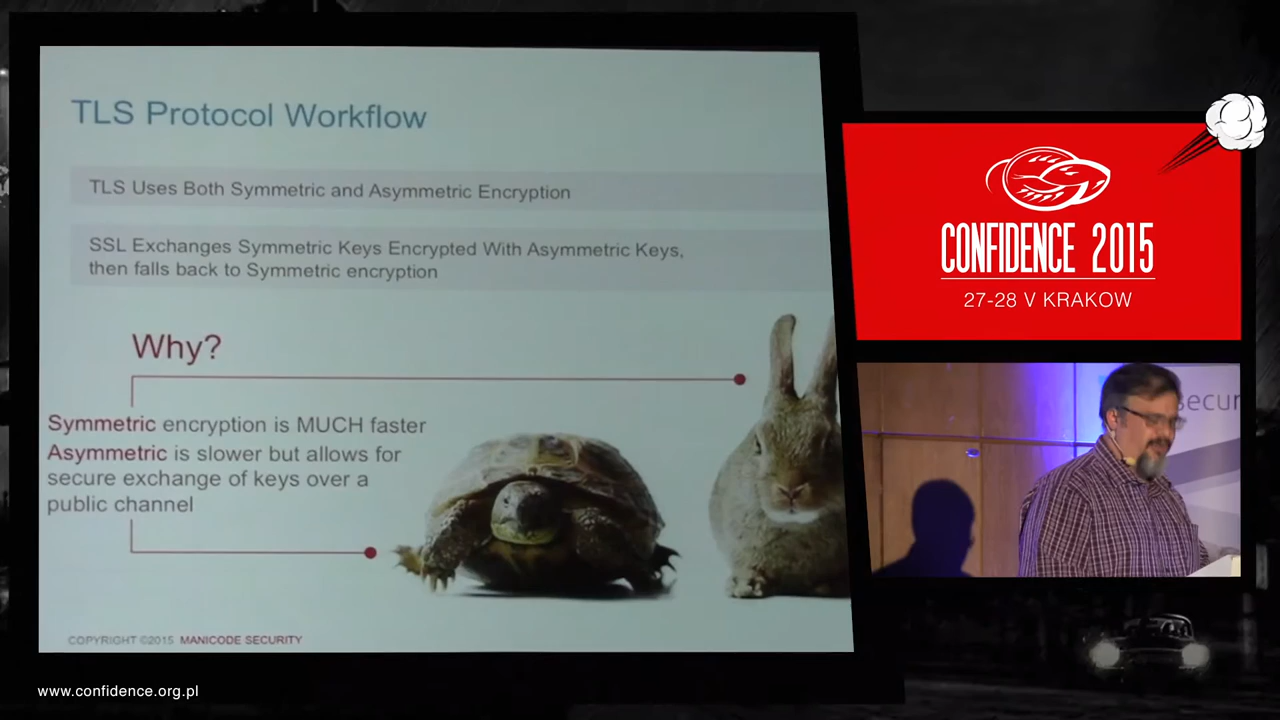 TLS Protocol Workflow
TLS Uses Both Symmetric and Asymmetric Encryption
SSL Exchanges Symmetric Keys Encrypted With Asymmetric Keys,
then falls back to Symmetric encryption
Why?
Symmetric encryption is MUCH faster
Asymmetric is slower but allows for
secure exchange of keys over a
public channel
COPYRIGHT ©2015 MANICODE SECURITY
CONFIDENCE 2015
27-28 V KRAKOW
secur
www.confidence.org.pl